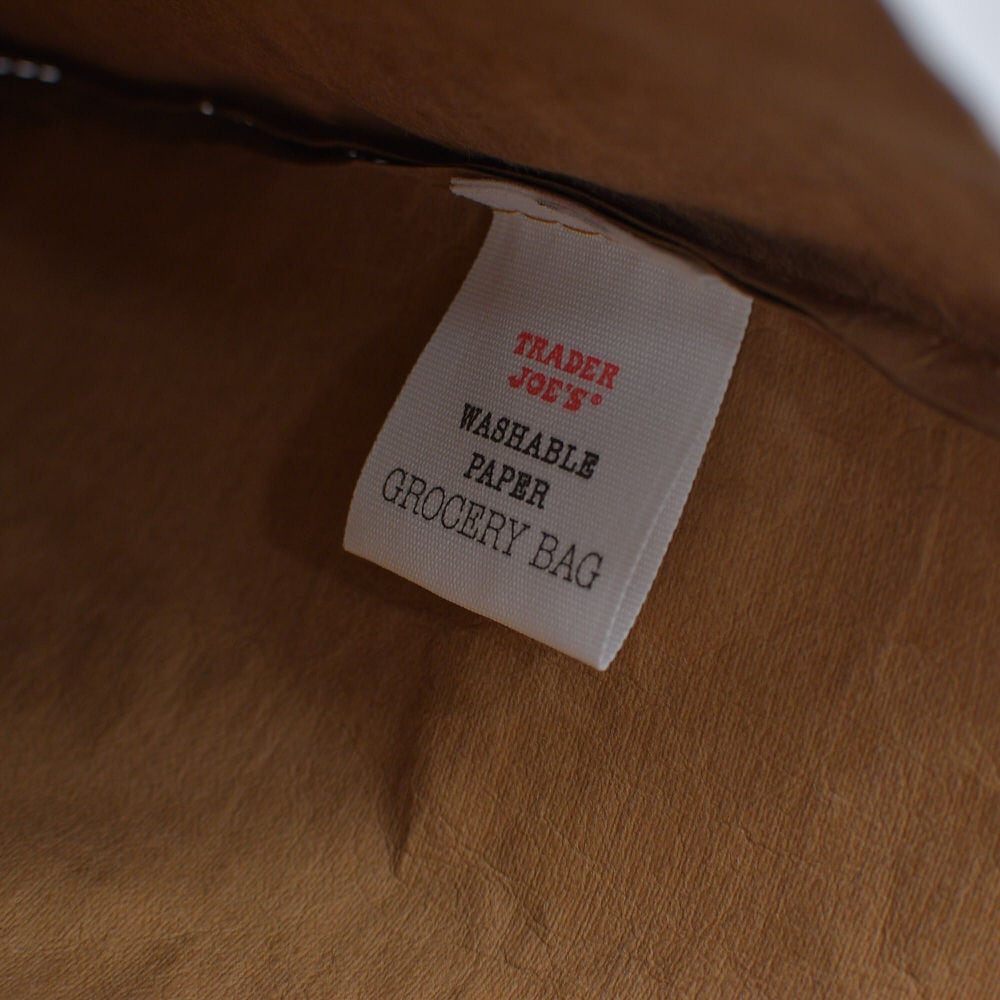 TRADER
JOE'S®
WASHABLE
PAPER
GROCERY BAG